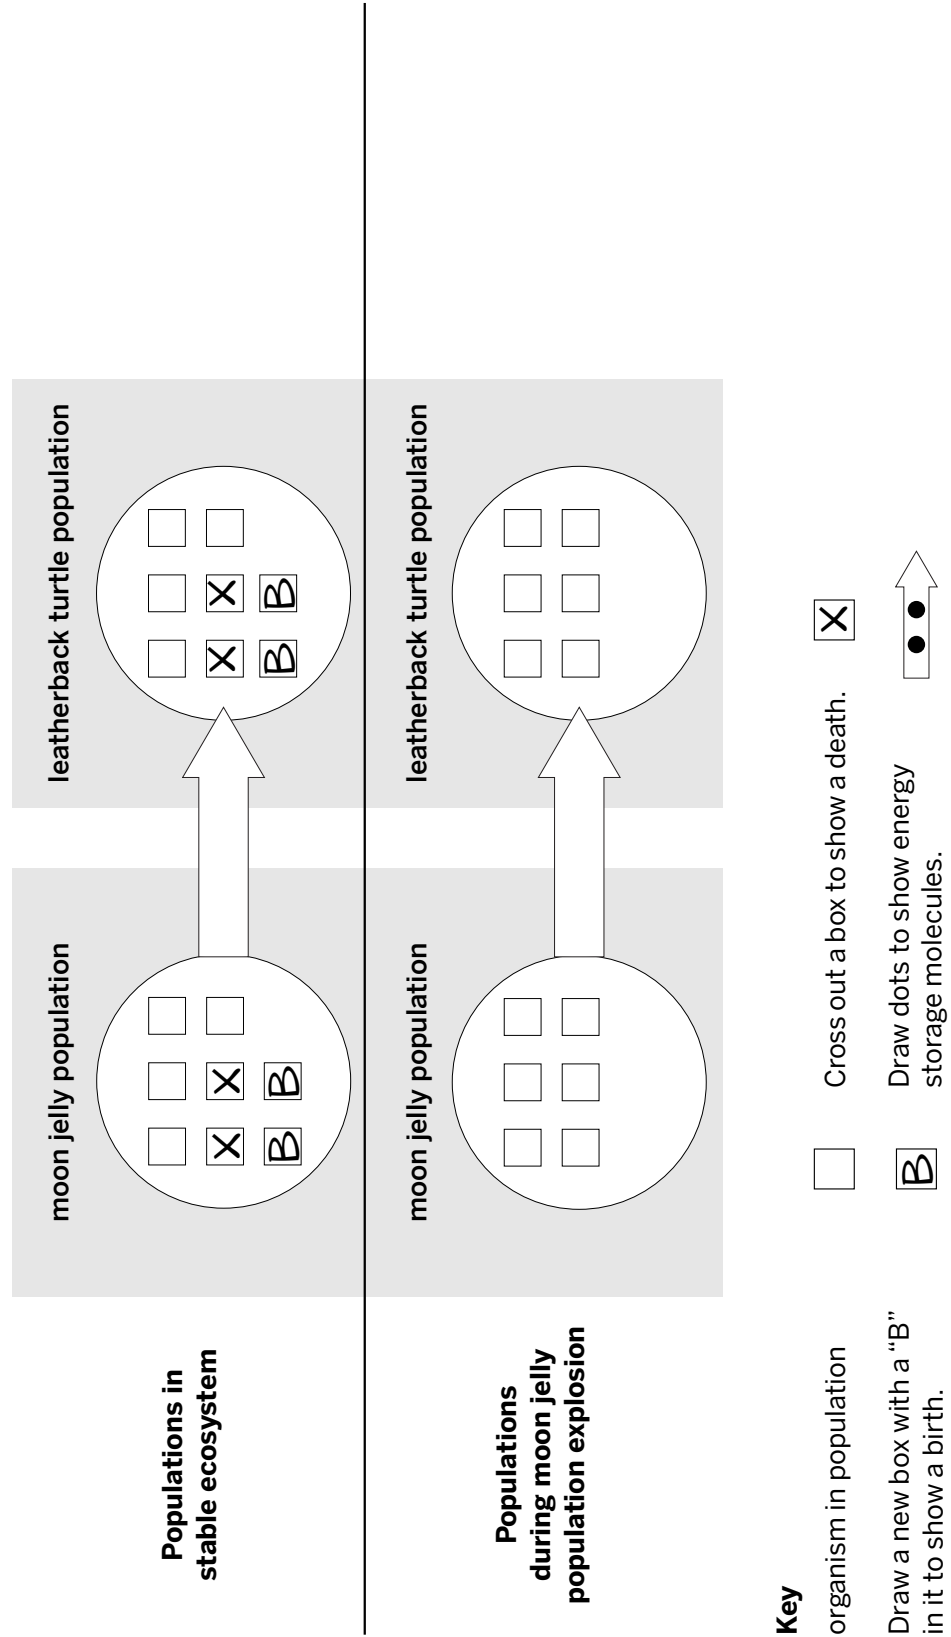 Populations in
stable ecosystem
moon jelly population
X
X
B
B
leatherback turtle population
X
X
B
B
Populations
during moon jelly
population explosion
moon jelly population
leatherback turtle population
Key
organism in population
Cross out a box to show a death.
X
Draw a new box with a “B”
in it to show a birth.
B
Draw dots to show energy
storage molecules.